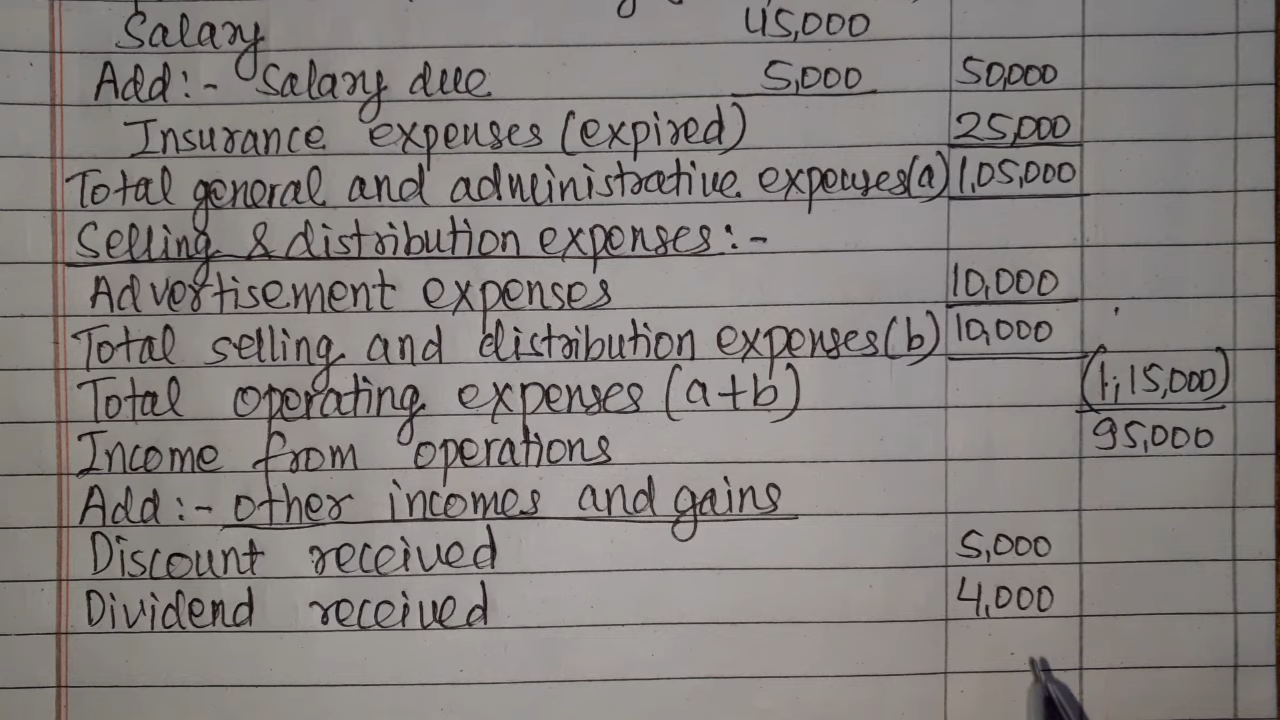 Salary 45,000
Add:- Salary due 5,000 50,000
Insurance expenses (expired) 25,000
Total general and administrative expenses(a) 1,05,000
Selling & distribution expenses:-
Advertisement expenses 10,000
Total selling and distribution expenses(b) 10,000
Total operating expenses (a+b) (1,15,000)
Income from operations 95,000
Add:- other incomes and gains
Discount received 5,000
Dividend received 4,000